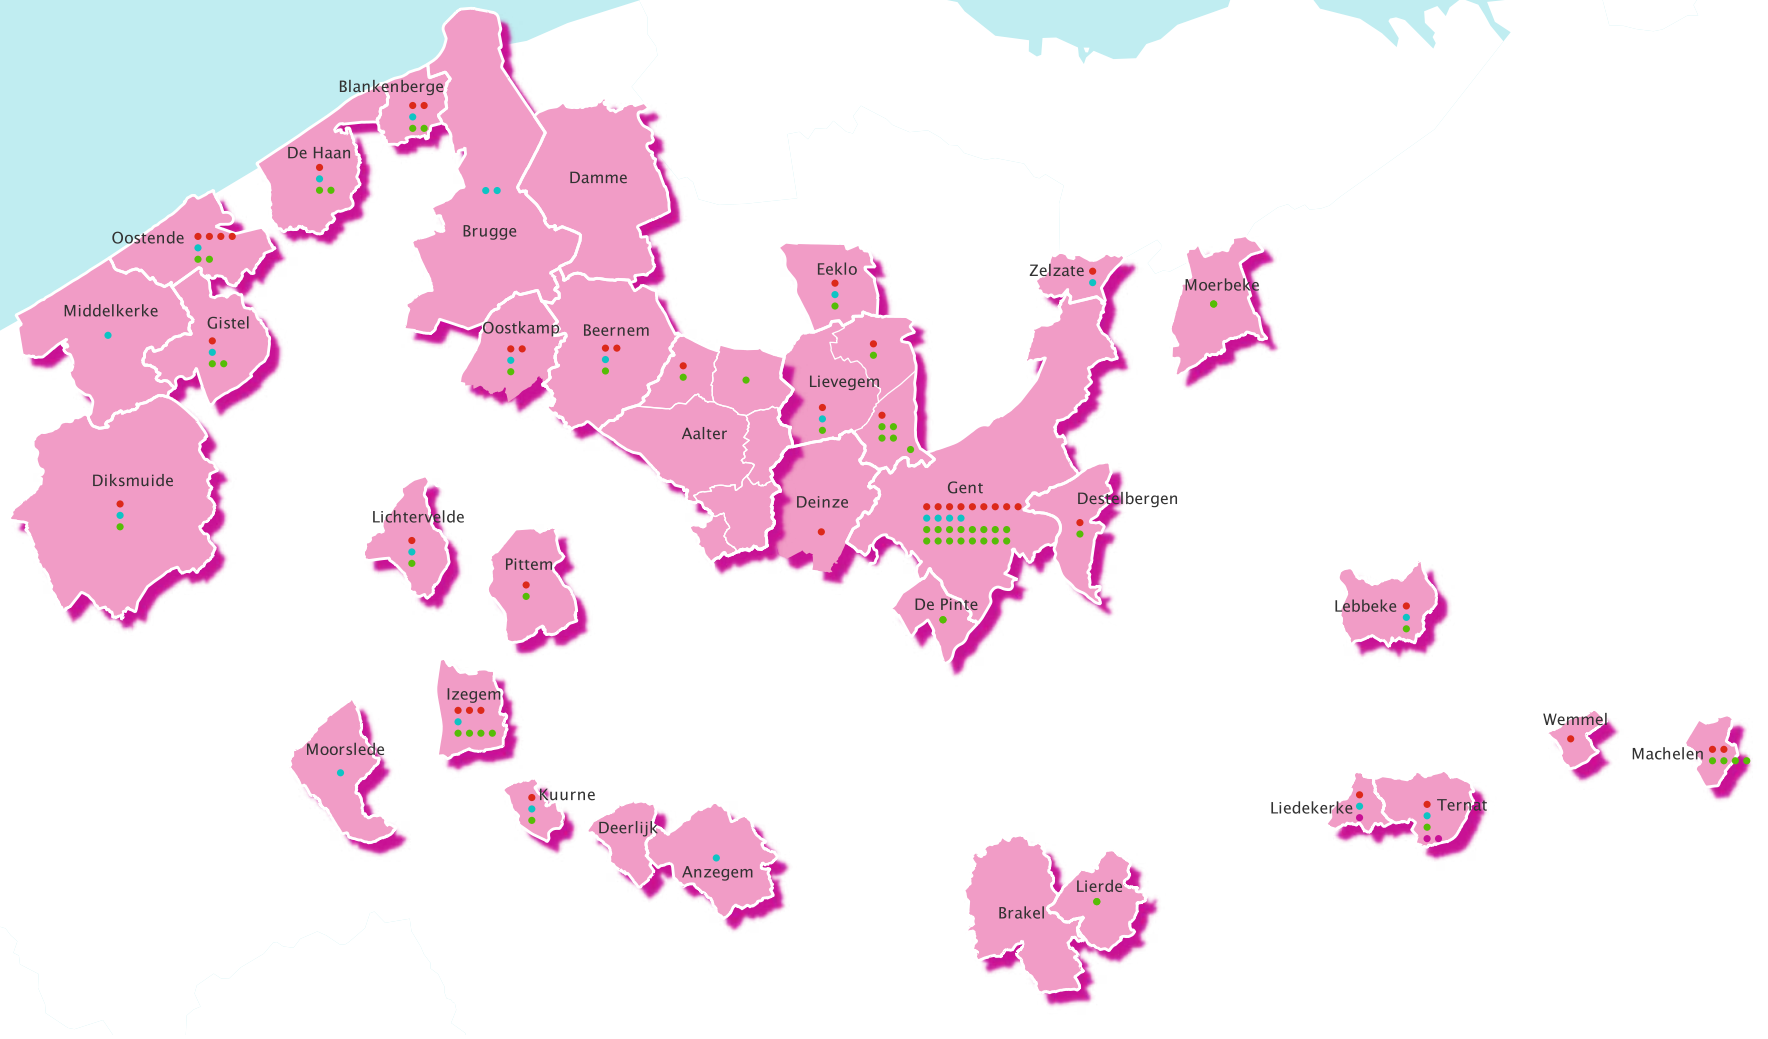 Blankenberge
De Haan
Damme
Oostende
Brugge
Eeklo
Zelzate
Moerbeke
Middelkerke
Gistel
Oostkamp
Beernem
Lievegem
Aalter
Diksmuide
Gent
Destelbergen
Deinze
Lichtervelde
Pittem
De Pinte
Lebbeke
Izegem
Wemmel
Moorslede
Machelen
Kuurne
Liedekerke
Ternat
Deerlijk
Anzegem
Lierde
Brakel